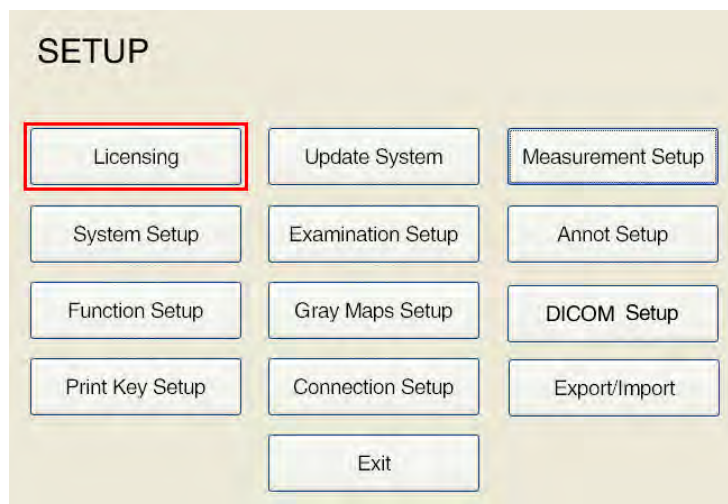 SETUP
Licensing
Update System
Measurement Setup
System Setup
Examination Setup
Annot Setup
Function Setup
Gray Maps Setup
DICOM Setup
Print Key Setup
Connection Setup
Export/Import
Exit